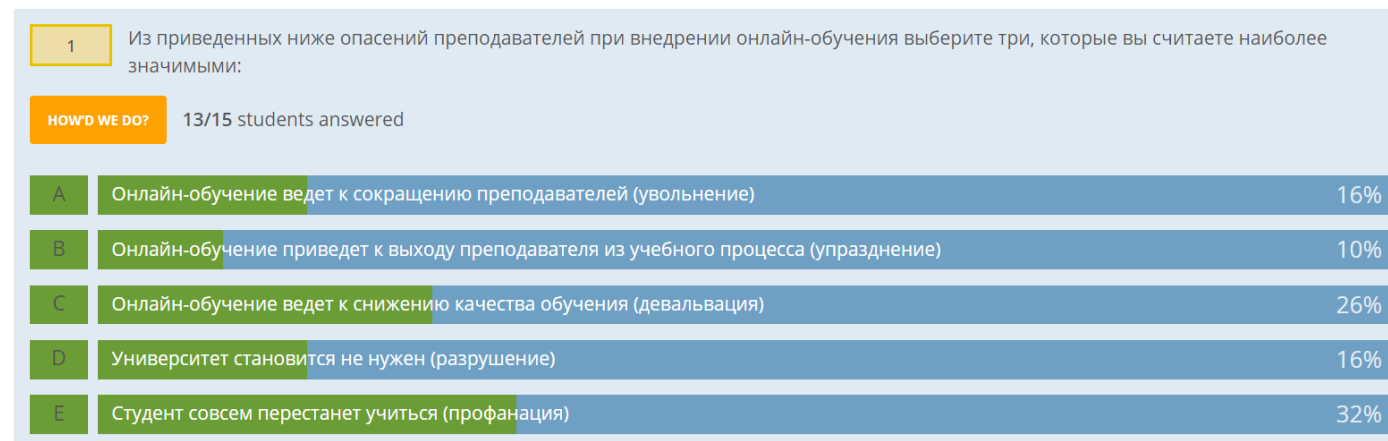 1
Из приведенных ниже опасений преподавателей при внедрении онлайн-обучения выберите три, которые вы считаете наиболее
значимыми:
HOW'D WE DO? 13/15 students answered
A Онлайн-обучение ведет к сокращению преподавателей (увольнение) 16%
B Онлайн-обучение приведет к выходу преподавателя из учебного процесса (упразднение) 10%
C Онлайн-обучение ведет к снижению качества обучения (девальвация) 26%
D Университет становится не нужен (разрушение) 16%
E Студент совсем перестанет учиться (профанация) 32%